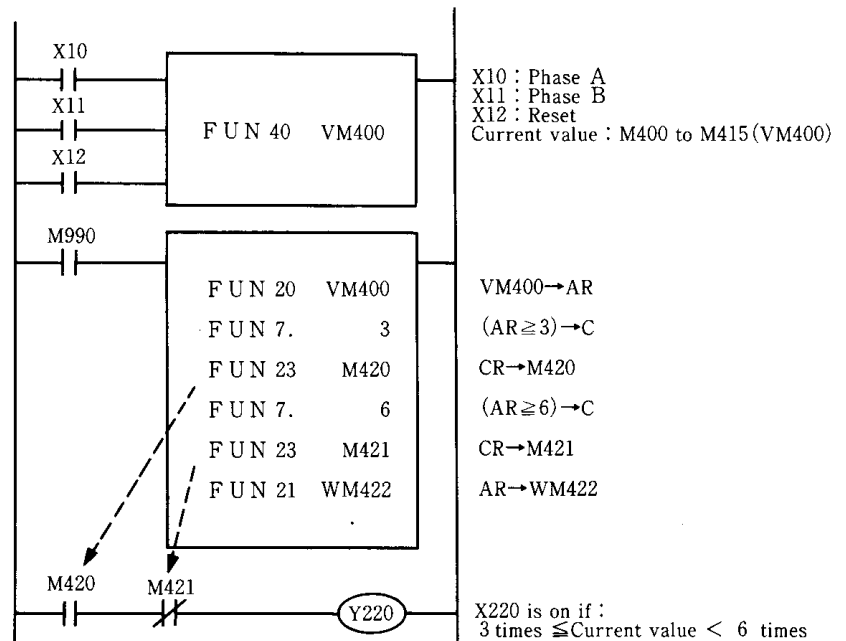 X10
X11
X12
FUN 40 VM400
X10 : Phase A
X11 : Phase B
X12 : Reset
Current value : M400 to M415(VM400)
M990
FUN 20 VM400 VM400→AR
FUN 7. 3 (AR≧3)→C
FUN 23 M420 CR→M420
FUN 7. 6 (AR≧6)→C
FUN 23 M421 CR→M421
FUN 21 WM422 AR→WM422
M420 M421
Y220
X220 is on if :
3 times ≦Current value < 6 times